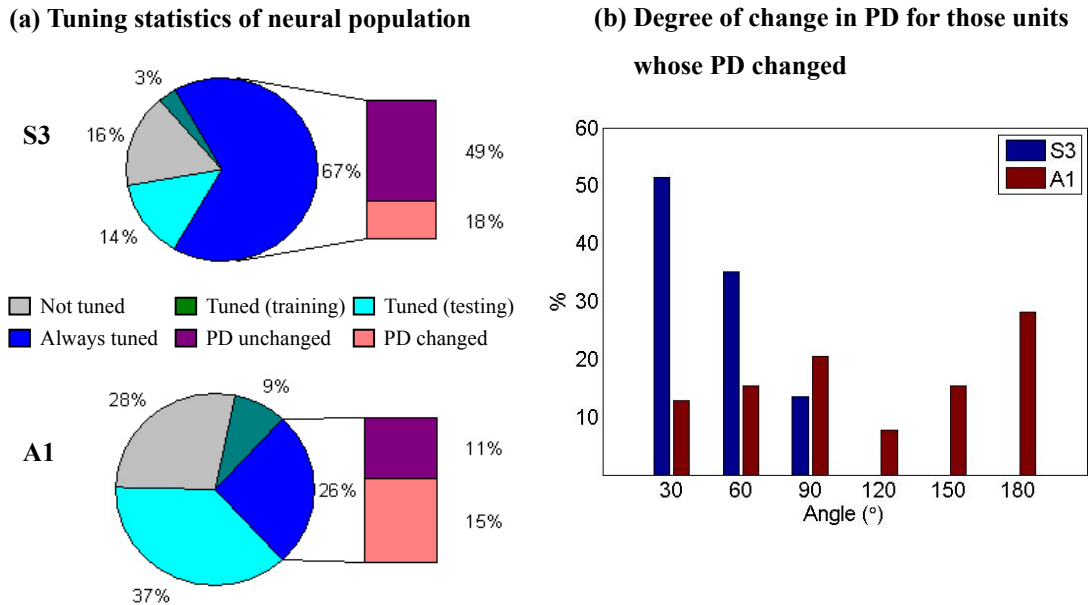 (a) Tuning statistics of neural population
S3
3%
16%
14%
67%
49%
18%
Not tuned
Tuned (training)
Tuned (testing)
Always tuned
PD unchanged
PD changed
A1
28%
9%
26%
37%
11%
15%
(b) Degree of change in PD for those units
whose PD changed
60
50
40
30
20
10
%
S3
A1
30 60 90 120 150 180
Angle (°)